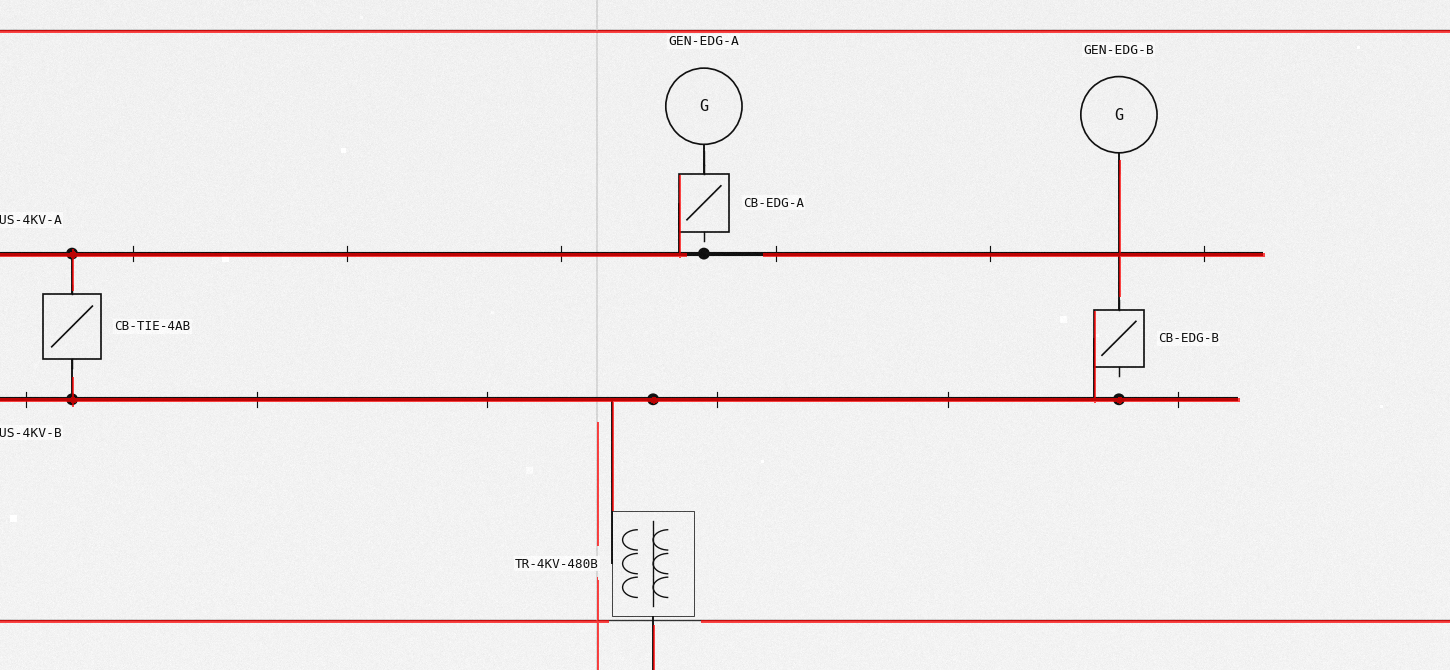 GEN-EDG-A
GEN-EDG-B
G
G
CB-EDG-A
US-4KV-A
CB-TIE-4AB
CB-EDG-B
US-4KV-B
TR-4KV-480B